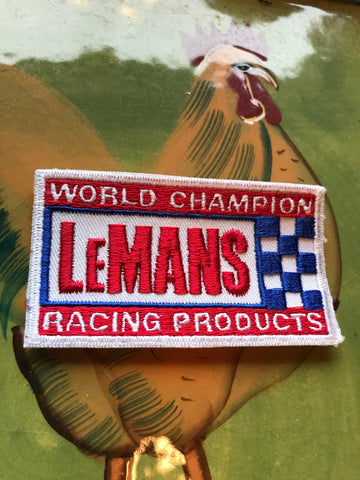 WORLD CHAMPION
LEMANS
RACING PRODUCTS